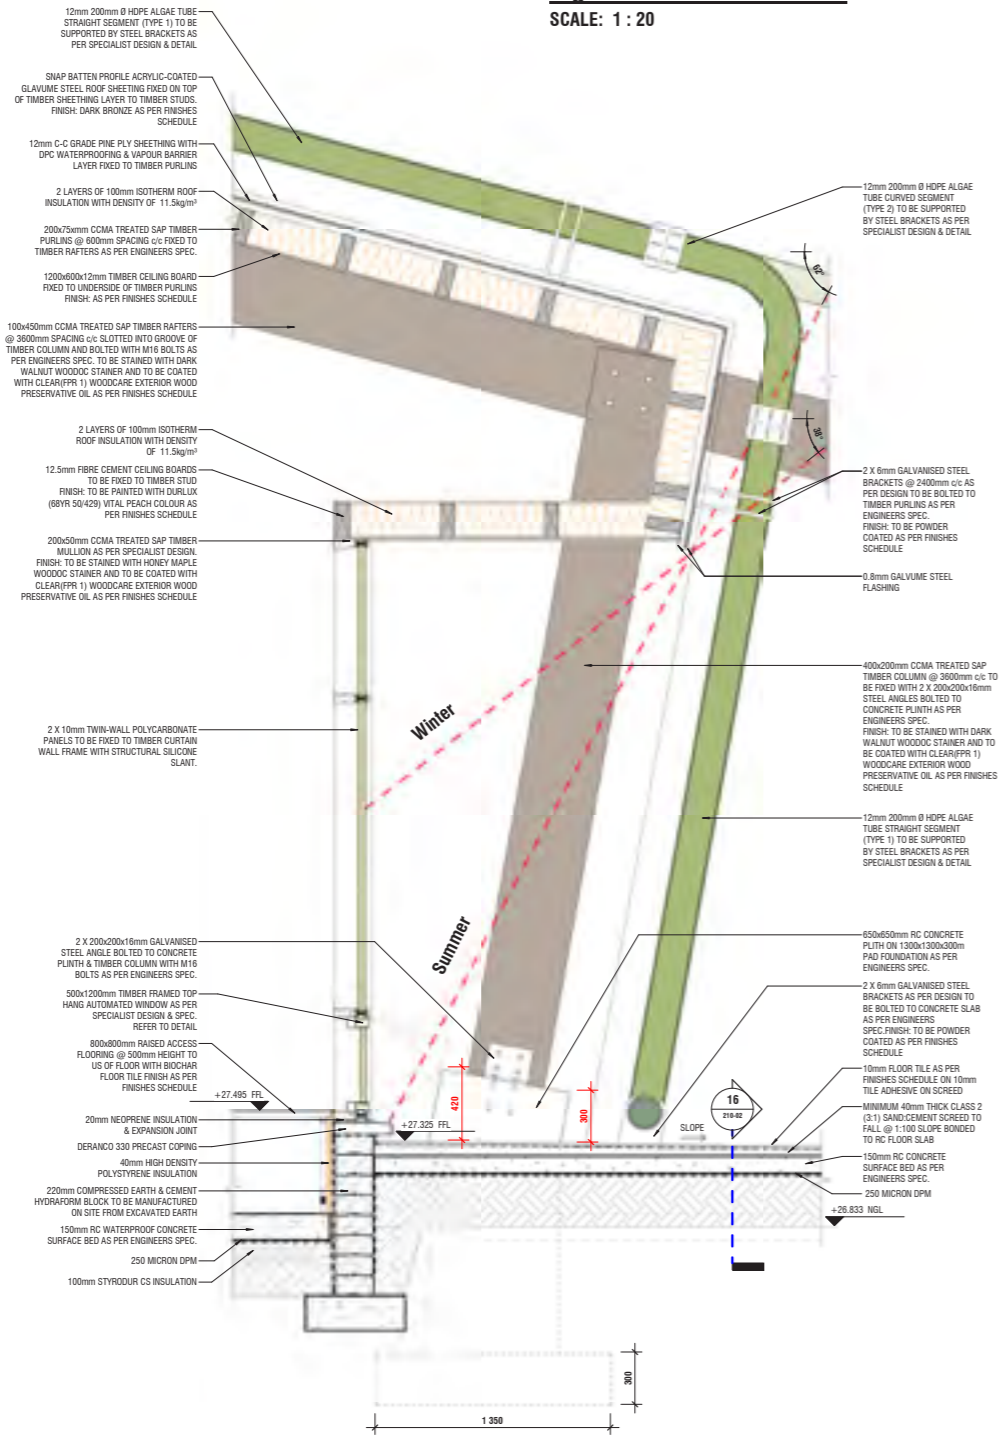 SCALE: 1 : 20
12mm 200mm Ø HDPE ALGAE TUBE
STRAIGHT SEGMENT (TYPE 1) TO BE
SUPPORTED BY STEEL BRACKETS AS
PER SPECIALIST DESIGN & DETAIL
SNAP BATTEN PROFILE ACRYLIC-COATED
GLAVUME STEEL ROOF SHEETING FIXED ON TOP
OF TIMBER SHEETHING LAYER TO TIMBER STUDS.
FINISH: DARK BRONZE AS PER FINISHES
SCHEDULE
12mm C-C GRADE PINE PLY SHEETHING WITH
DPC WATERPROOFING & VAPOUR BARRIER
LAYER FIXED TO TIMBER PURLINS
2 LAYERS OF 100mm ISOTHERM ROOF
INSULATION WITH DENSITY OF 11.5kg/m³
200x75xmm CCMA TREATED SAP TIMBER
PURLINS @ 600mm SPACING c/c FIXED TO
TIMBER RAFTERS AS PER ENGINEERS SPEC.
1200x600x12mm TIMBER CEILING BOARD
FIXED TO UNDERSIDE OF TIMBER PURLINS
FINISH: AS PER FINISHES SCHEDULE
100x450mm CCMA TREATED SAP TIMBER RAFTERS
@ 3600mm SPACING c/c SLOTTED INTO GROOVE OF
TIMBER COLUMN AND BOLTED WITH M16 BOLTS AS
PER ENGINEERS SPEC. TO BE STAINED WITH DARK
WALNUT WOODOC STAINER AND TO BE COATED
WITH CLEAR(FPR 1) WOODCARE EXTERIOR WOOD
PRESERVATIVE OIL AS PER FINISHES SCHEDULE
2 LAYERS OF 100mm ISOTHERM
ROOF INSULATION WITH DENSITY
OF 11.5kg/m³
12.5mm FIBRE CEMENT CEILING BOARDS
TO BE FIXED TO TIMBER STUD
FINISH: TO BE PAINTED WITH DURLUX
(68YR 50/429) VITAL PEACH COLOUR AS
PER FINISHES SCHEDULE
200x50mm CCMA TREATED SAP TIMBER
MULLION AS PER SPECIALIST DESIGN.
FINISH: TO BE STAINED WITH HONEY MAPLE
WOODOC STAINER AND TO BE COATED WITH
CLEAR(FPR 1) WOODCARE EXTERIOR WOOD
PRESERVATIVE OIL AS PER FINISHES SCHEDULE
2 X 10mm TWIN-WALL POLYCARBONATE
PANELS TO BE FIXED TO TIMBER CURTAIN
WALL FRAME WITH STRUCTURAL SILICONE
SLANT.
2 X 200x200x16mm GALVANISED
STEEL ANGLE BOLTED TO CONCRETE
PLINTH & TIMBER COLUMN WITH M16
BOLTS AS PER ENGINEERS SPEC.
500x1200mm TIMBER FRAMED TOP
HANG AUTOMATED WINDOW AS PER
SPECIALIST DESIGN & SPEC.
REFER TO DETAIL
800x800mm RAISED ACCESS
FLOORING @ 500mm HEIGHT TO
US OF FLOOR WITH BIOCHAR
FLOOR TILE FINISH AS PER
FINISHES SCHEDULE
+27.495 FFL
20mm NEOPRENE INSULATION
& EXPANSION JOINT
DERANCO 330 PRECAST COPING
40mm HIGH DENSITY
POLYSTYRENE INSULATION
220mm COMPRESSED EARTH & CEMENT
HYDRAFORM BLOCK TO BE MANUFACTURED
ON SITE FROM EXCAVATED EARTH
150mm RC WATERPROOF CONCRETE
SURFACE BED AS PER ENGINEERS SPEC.
250 MICRON DPM
100mm STYRODUR CS INSULATION
Winter
Summer
+27.325 FFL
420
300
SLOPE
16
210-02
300
1 350
62°
38°
12mm 200mm Ø HDPE ALGAE
TUBE CURVED SEGMENT
(TYPE 2) TO BE SUPPORTED
BY STEEL BRACKETS AS PER
SPECIALIST DESIGN & DETAIL
2 X 6mm GALVANISED STEEL
BRACKETS @ 2400mm c/c AS
PER DESIGN TO BE BOLTED TO
TIMBER PURLINS AS PER
ENGINEERS SPEC.
FINISH: TO BE POWDER
COATED AS PER FINISHES
SCHEDULE
0.8mm GALVUME STEEL
FLASHING
400x200mm CCMA TREATED SAP
TIMBER COLUMN @ 3600mm c/c TO
BE FIXED WITH 2 X 200x200x16mm
STEEL ANGLES BOLTED TO
CONCRETE PLINTH AS PER
ENGINEERS SPEC.
FINISH: TO BE STAINED WITH DARK
WALNUT WOODOC STAINER AND TO
BE COATED WITH CLEAR(FPR 1)
WOODCARE EXTERIOR WOOD
PRESERVATIVE OIL AS PER FINISHES
SCHEDULE
12mm 200mm Ø HDPE ALGAE
TUBE STRAIGHT SEGMENT
(TYPE 1) TO BE SUPPORTED
BY STEEL BRACKETS AS PER
SPECIALIST DESIGN & DETAIL
650x650mm RC CONCRETE
PLITH ON 1300x1300x300m
PAD FOUNDATION AS PER
ENGINEERS SPEC.
2 X 6mm GALVANISED STEEL
BRACKETS AS PER DESIGN TO
BE BOLTED TO CONCRETE SLAB
AS PER ENGINEERS
SPEC.FINISH: TO BE POWDER
COATED AS PER FINISHES
SCHEDULE
10mm FLOOR TILE AS PER
FINISHES SCHEDULE ON 10mm
TILE ADHESIVE ON SCREED
MINIMUM 40mm THICK CLASS 2
(3:1) SAND:CEMENT SCREED TO
FALL @ 1:100 SLOPE BONDED
TO RC FLOOR SLAB
150mm RC CONCRETE
SURFACE BED AS PER
ENGINEERS SPEC.
250 MICRON DPM
+26.833 NGL